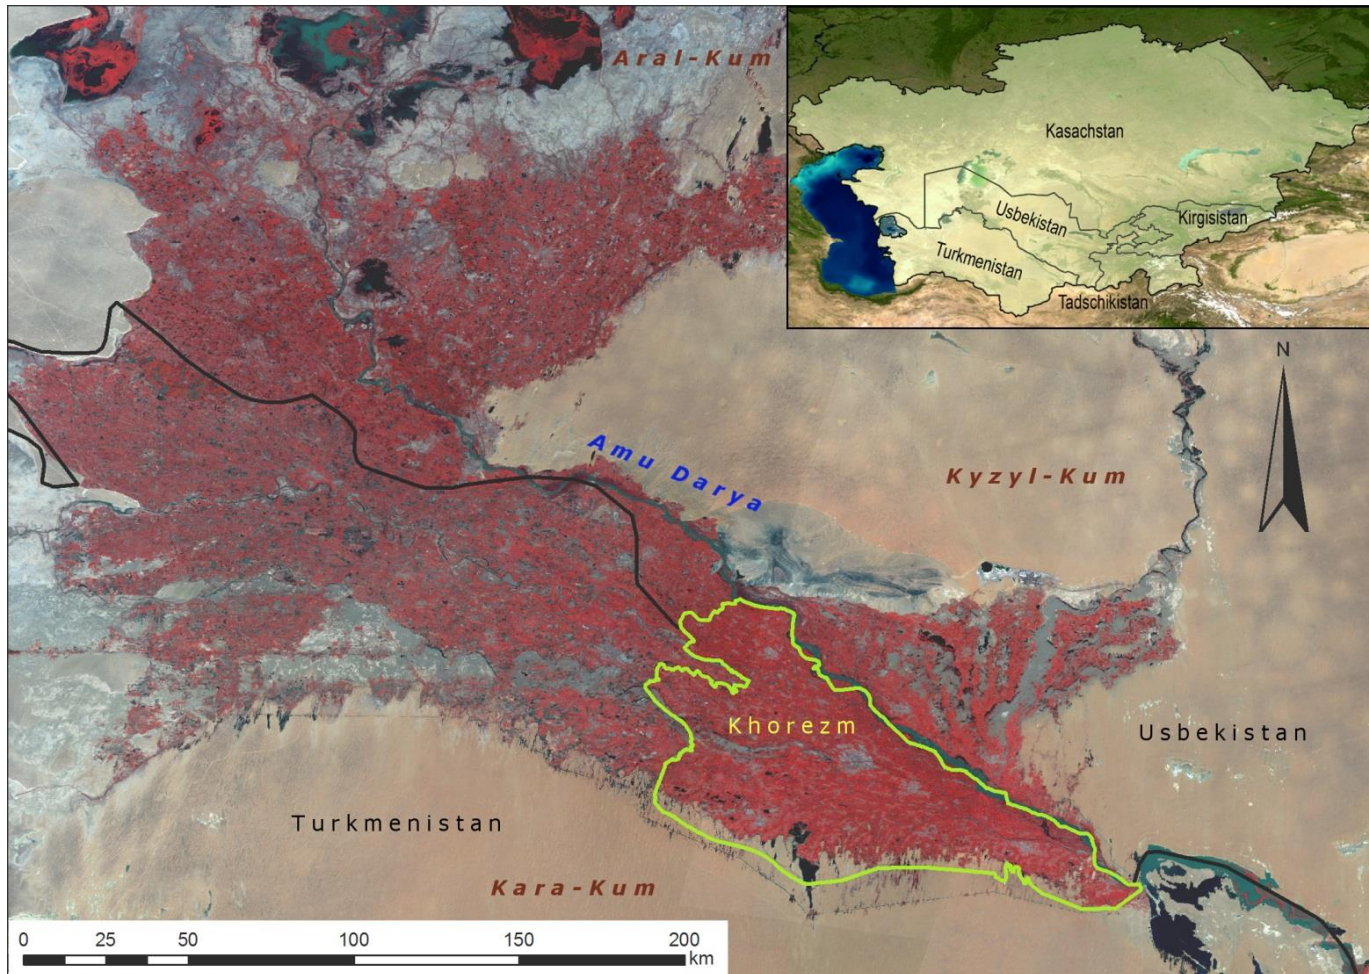 Aral-Kum
Kasachstan
Usbekistan
Kirgisistan
Turkmenistan
Tadschikistan
N
Amu Darya
Kyzyl-Kum
Khorezm
Usbekistan
Turkmenistan
Kara-Kum
0 25 50 100 150 200
km